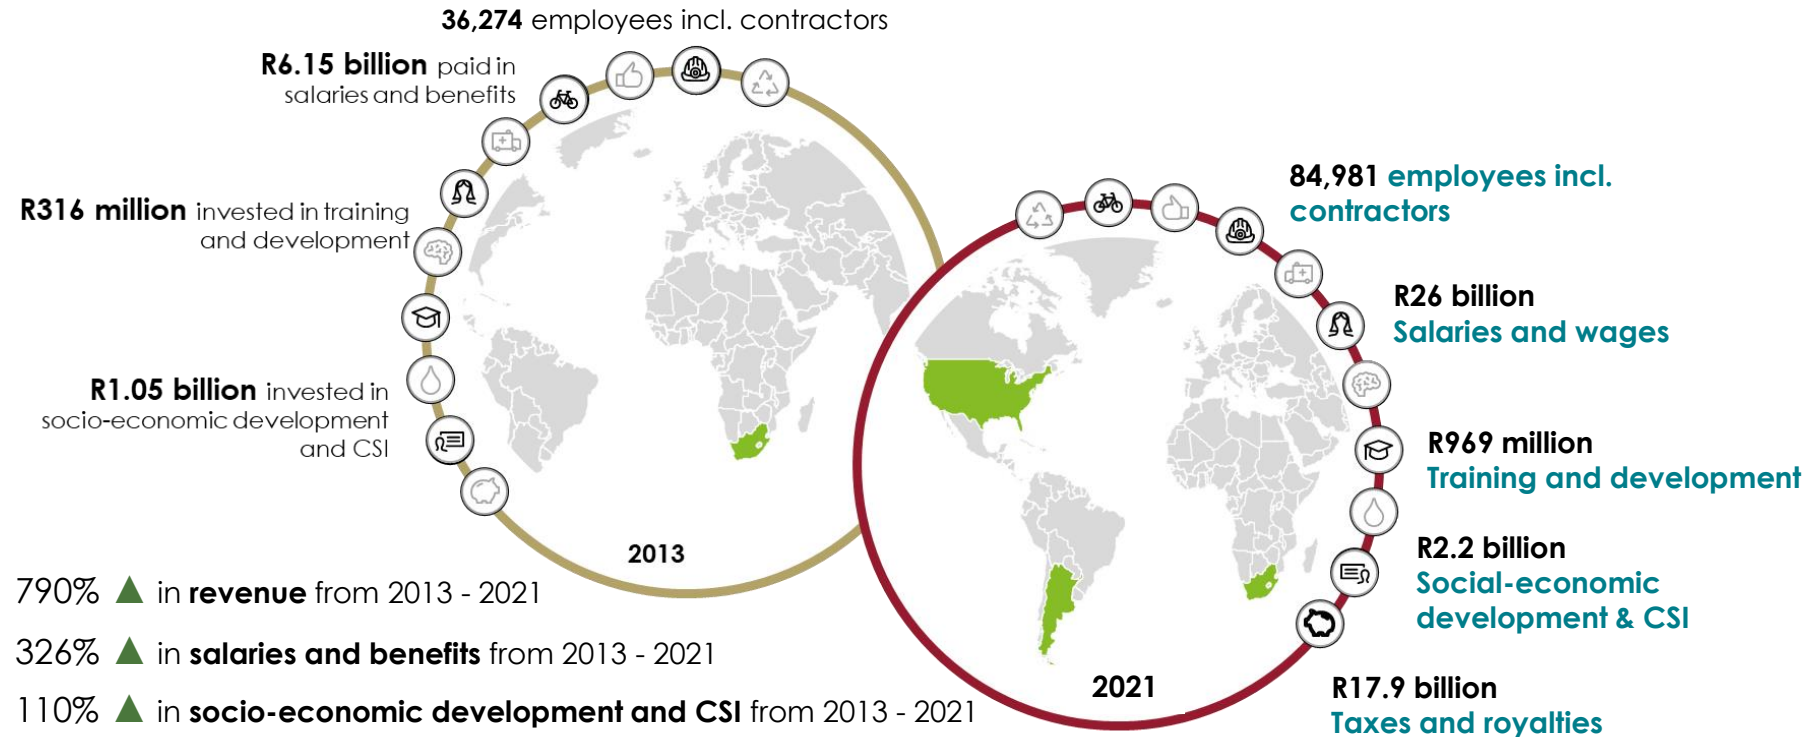 36,274 employees incl. contractors
R6.15 billion paid in
salaries and benefits
R316 million invested in training
and development
R1.05 billion invested in
socio-economic development
and CSI
2013
790% ▲ in revenue from 2013 - 2021
326% ▲ in salaries and benefits from 2013 - 2021
110% ▲ in socio-economic development and CSI from 2013 - 2021
84,981 employees incl.
contractors
R26 billion
Salaries and wages
R969 million
Training and development
R2.2 billion
Social-economic
development & CSI
R17.9 billion
Taxes and royalties
2021